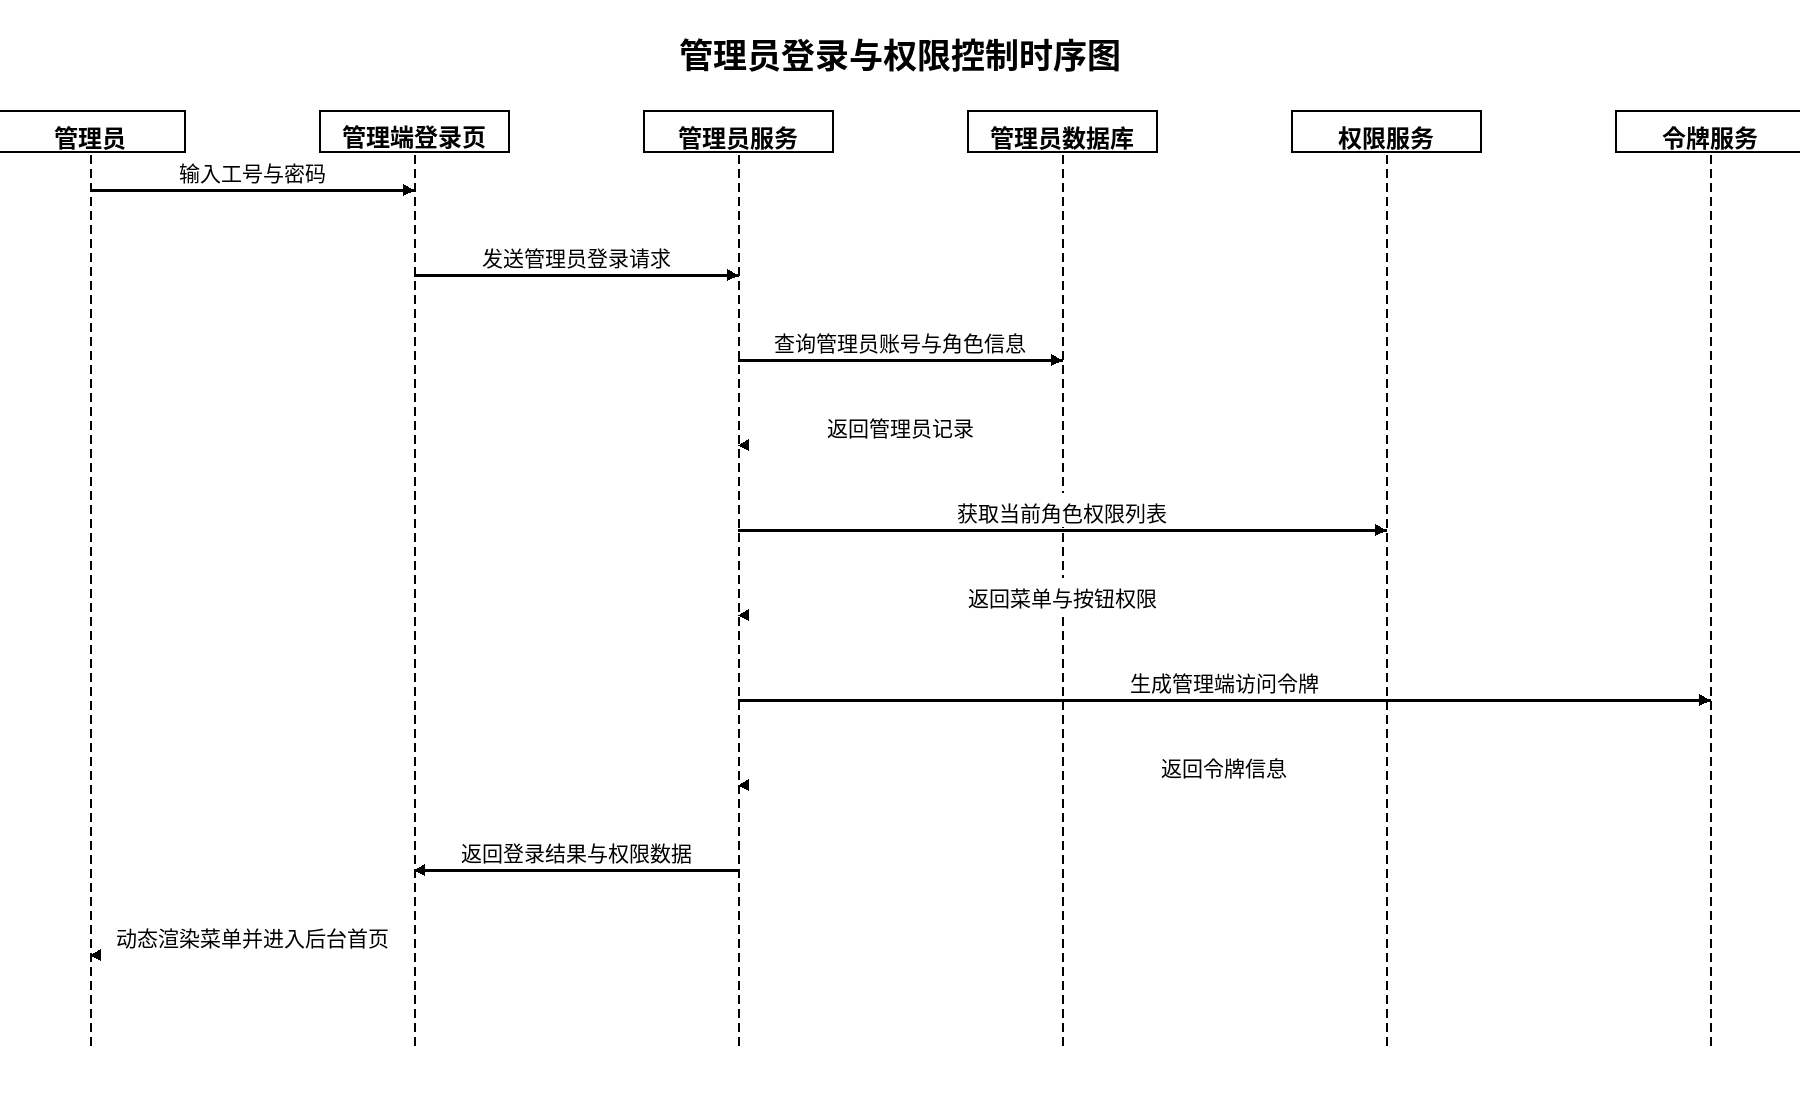 管理员登录与权限控制时序图
管理员
管理端登录页
管理员服务
管理员数据库
权限服务
令牌服务
输入工号与密码
发送管理员登录请求
查询管理员账号与角色信息
返回管理员记录
获取当前角色权限列表
返回菜单与按钮权限
生成管理端访问令牌
返回令牌信息
返回登录结果与权限数据
动态渲染菜单并进入后台首页